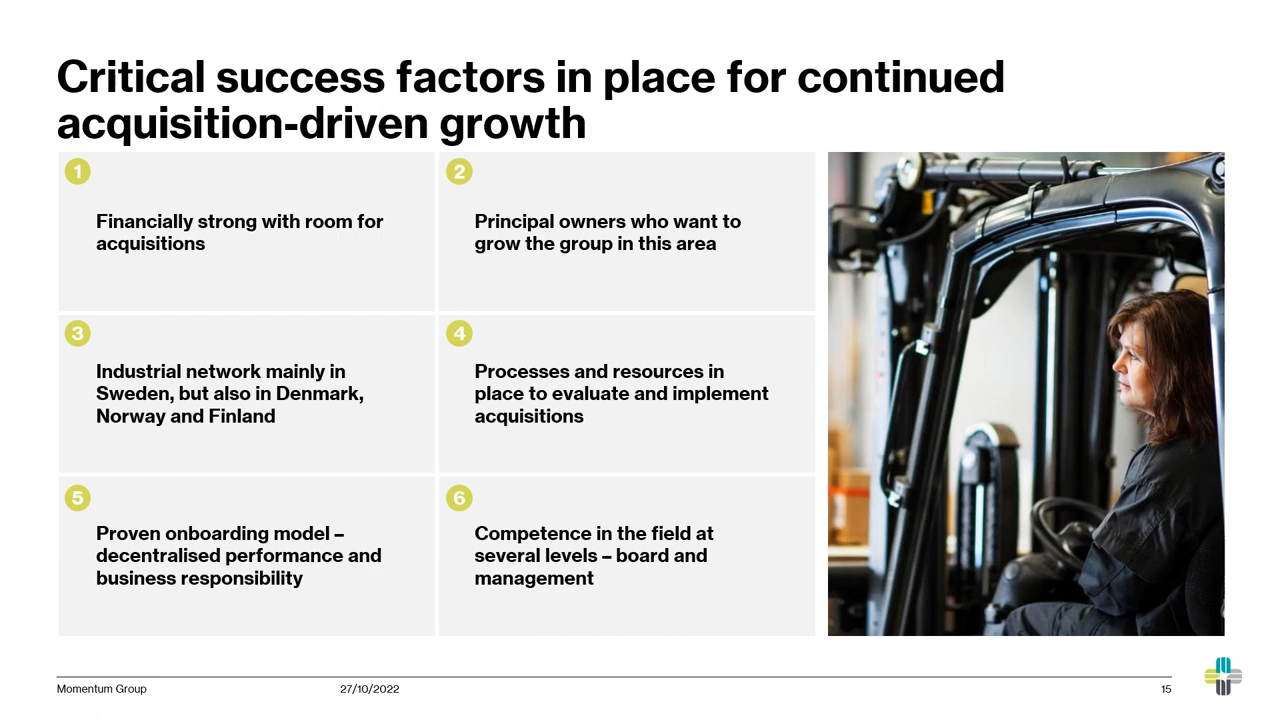 Critical success factors in place for continued
acquisition-driven growth
1
Financially strong with room for
acquisitions
2
Principal owners who want to
grow the group in this area
3
Industrial network mainly in
Sweden, but also in Denmark,
Norway and Finland
4
Processes and resources in
place to evaluate and implement
acquisitions
5
Proven onboarding model –
decentralised performance and
business responsibility
6
Competence in the field at
several levels – board and
management
Momentum Group
27/10/2022
15